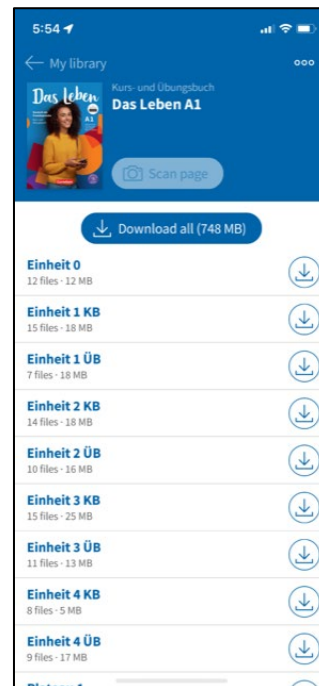 5:54
My library
Kurs- und Übungsbuch
Das Leben A1
Das Leben
A1
Scan page
Download all (748 MB)
Einheit 0
12 files · 12 MB
Einheit 1 KB
15 files · 18 MB
Einheit 1 ÜB
7 files · 18 MB
Einheit 2 KB
14 files · 18 MB
Einheit 2 ÜB
10 files · 16 MB
Einheit 3 KB
15 files · 25 MB
Einheit 3 ÜB
11 files · 13 MB
Einheit 4 KB
8 files · 5 MB
Einheit 4 ÜB
9 files · 17 MB